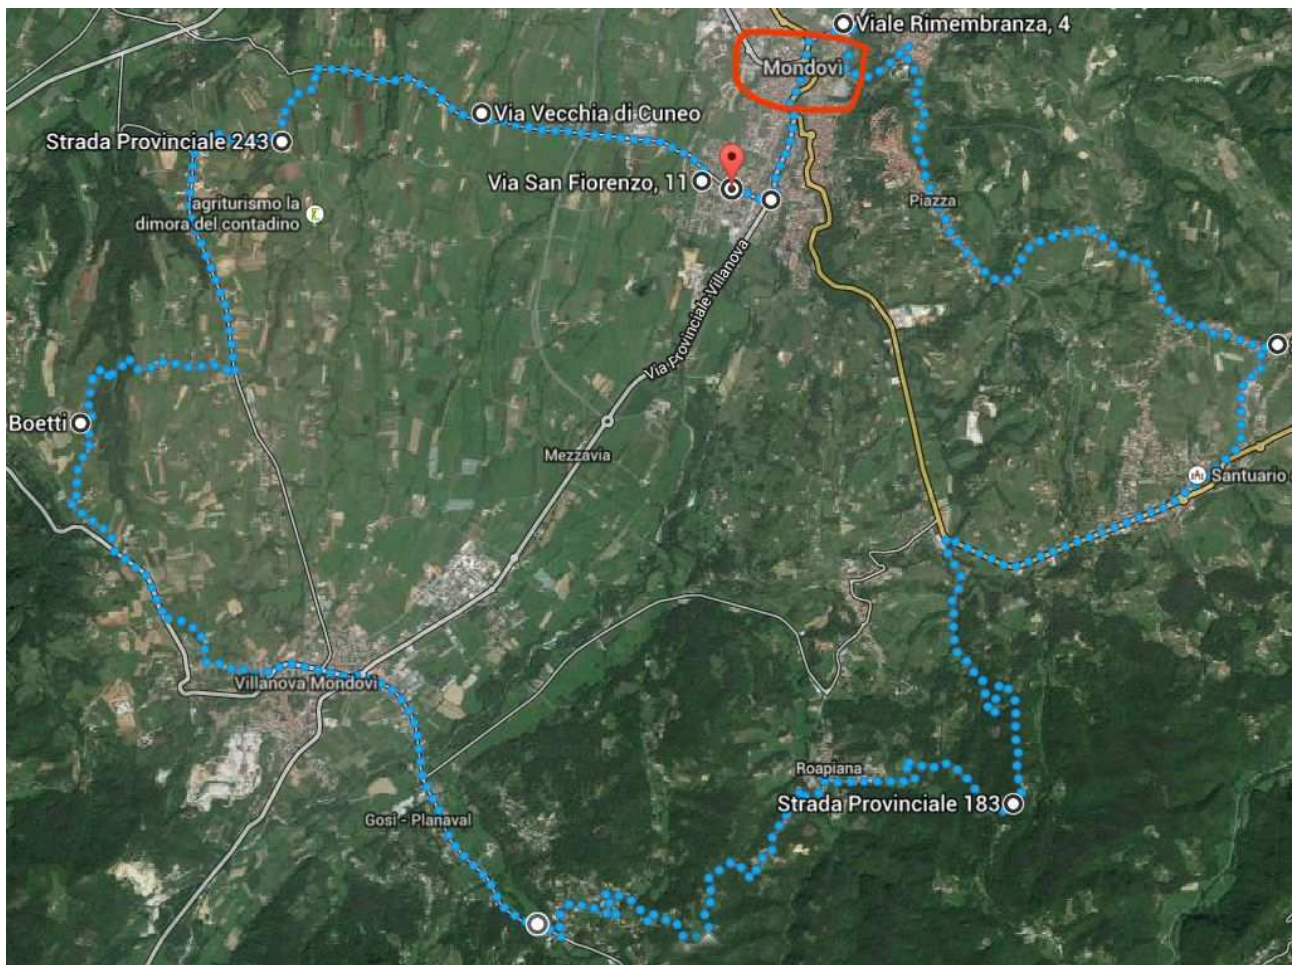 Viale Rimembranza, 4
Mondovì
Via Vecchia di Cuneo
Strada Provinciale 243
Via San Fiorenzo, 11
agriturismo la
dimora del contadino
Piazza
Via Provinciale Villanova
Boetti
Mezzavia
Santuario
Villanova Mondovì
Roapiana
Strada Provinciale 183
Gosi - Pianaval